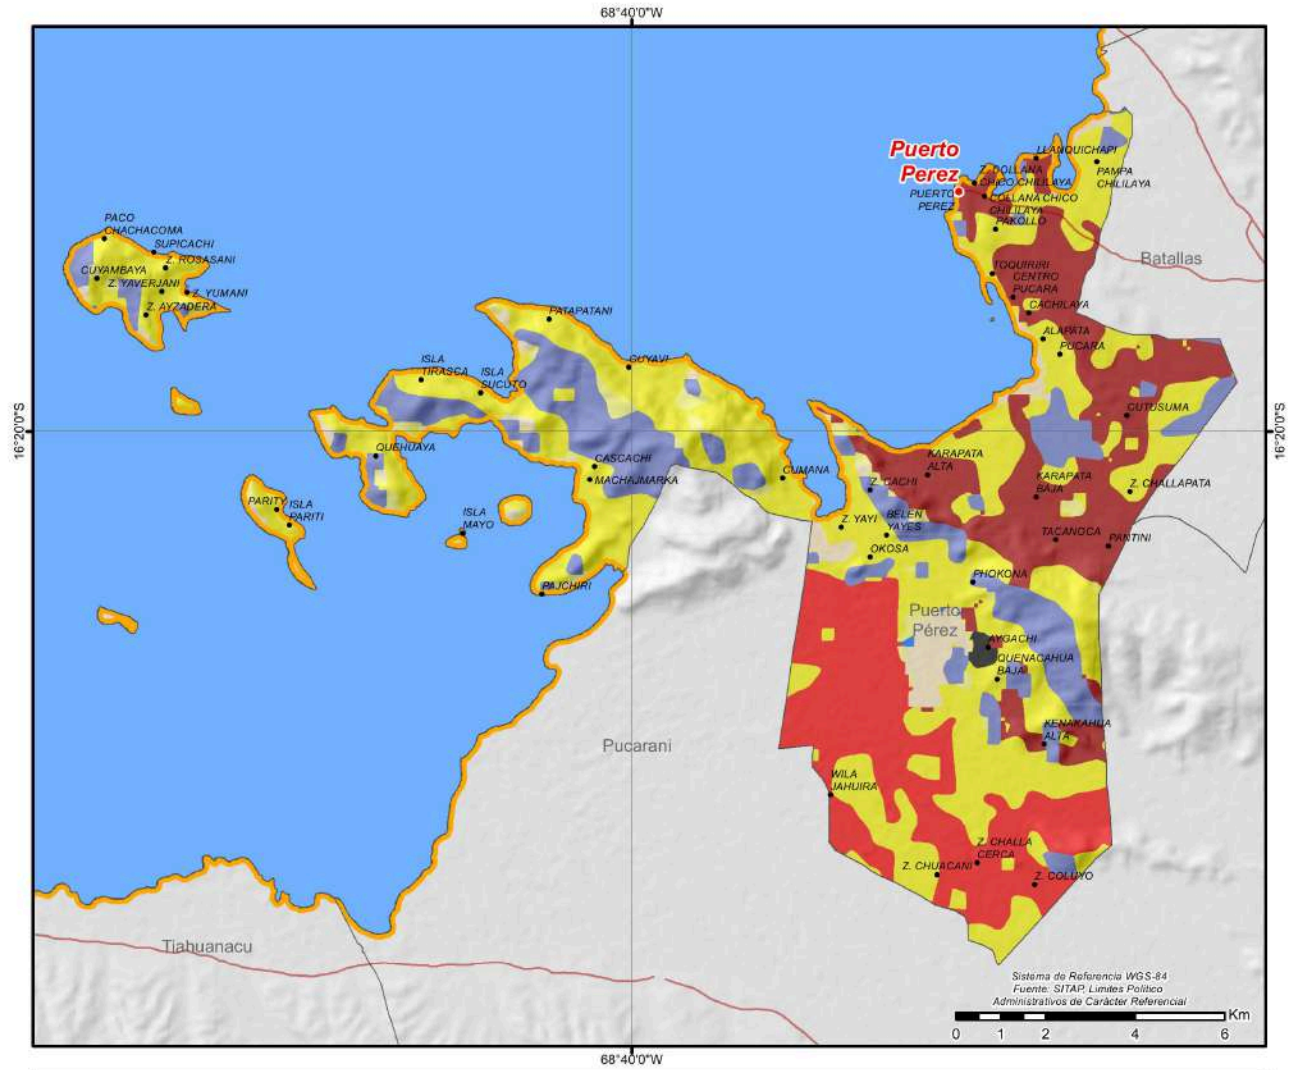 68°40'0"W
LLANQUICHAPI
Puerto
Perez
Z. COLLANA
CHICO CHILILAYA
PAMPA
CHILILAYA
PUERTO
PEREZ
COLLANA CHICO
CHILILAYA
PAKOLLO
PACO
CHACHACOMA
SUPICACHI
Z. ROSASANI
CUYAMBAYA
Z. YAVERJANI
Z. YUMANI
Z. AYZADERA
Batallas
TOQUIRIRI
CENTRO
PUCARA
CACHILAYA
ALAPATA
PUCARA
PATAPATANI
ISLA
TIRASCA
ISLA
SUCUTO
CUYAVI
CUTUSUMA
16°20'0"S
16°20'0"S
QUEHUAYA
CASCACHI
MACHAJMARKA
CUMANA
KARAPATA
ALTA
Z. CACHI
KARAPATA
BAJA
Z. CHALLAPATA
PARITY
ISLA
PARITI
ISLA
MAYO
Z. YAYI
BELEN
YAYES
OKOSA
TACANOCA
PANTINI
PAJCHIRI
PHOKONA
Puerto
Pérez
AYGACHI
QUENACAHUA
BAJA
KENAKAHUA
ALTA
Pucarani
WILA
JAHUIRA
Z. CHALLA
CERCA
Z. CHUACANI
Z. COLUYO
Tiahuanacu
Sistema de Referencia WGS-84
Fuente: SITAP, Limites Político
Administrativos de Carácter Referencial
Km
0 1 2 4 6
68°40'0"W